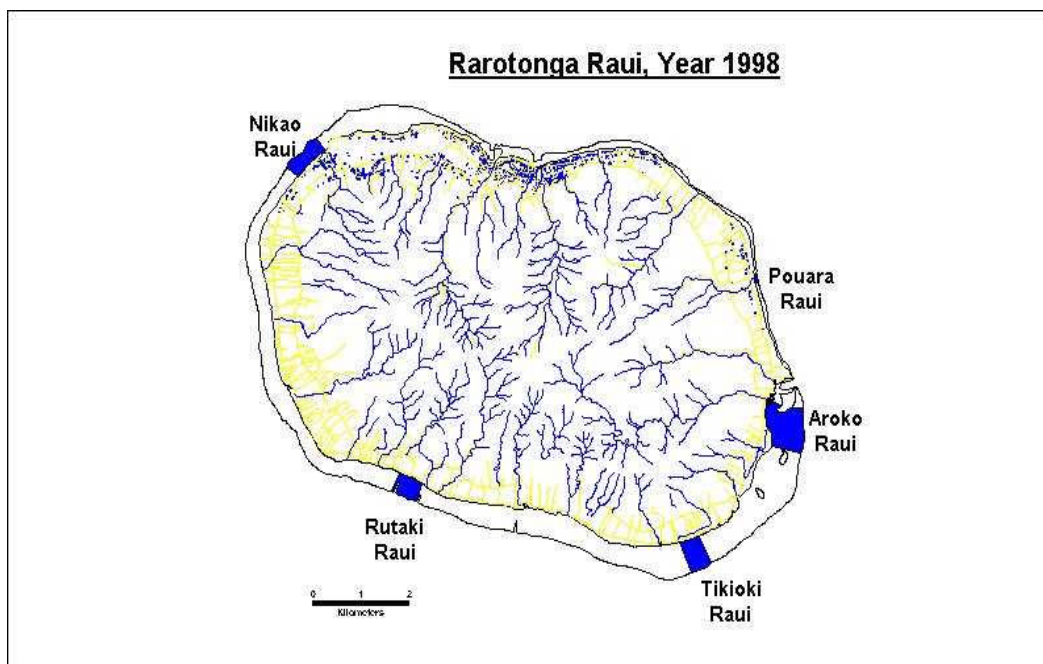 Rarotonga Raui, Year 1998
Nikao
Raui
Pouara
Raui
Aroko
Raui
Rutaki
Raui
Tikioki
Raui
0 1 2
Kilometers